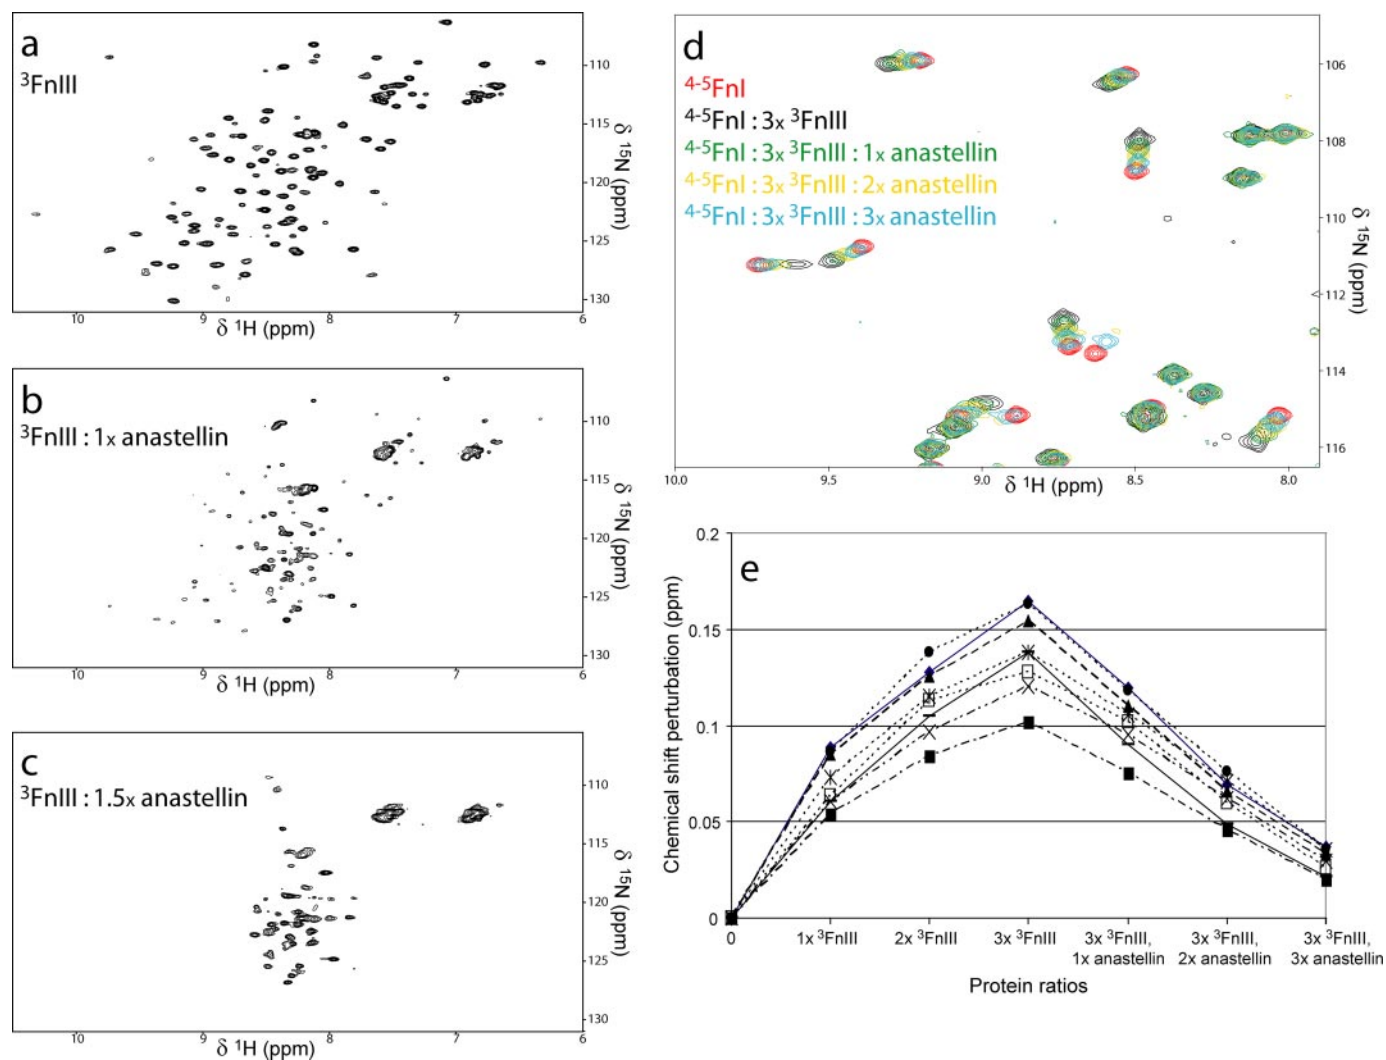 a
³FnIII
110
115
120
125
130
δ ¹⁵N (ppm)
10 9 8 7 6
δ ¹H (ppm)
b
³FnIII : 1x anastellin
110
115
120
125
130
δ ¹⁵N (ppm)
10 9 8 7 6
δ ¹H (ppm)
c
³FnIII : 1.5x anastellin
110
115
120
125
130
δ ¹⁵N (ppm)
10 9 8 7 6
δ ¹H (ppm)
d
⁴⁻⁵FnI
⁴⁻⁵FnI : 3x ³FnIII
⁴⁻⁵FnI : 3x ³FnIII : 1x anastellin
⁴⁻⁵FnI : 3x ³FnIII : 2x anastellin
⁴⁻⁵FnI : 3x ³FnIII : 3x anastellin
106
108
110
112
114
116
δ ¹⁵N (ppm)
10.0 9.5 9.0 8.5 8.0
δ ¹H (ppm)
e
Chemical shift perturbation (ppm)
0.2
0.15
0.1
0.05
0
0 1x ³FnIII 2x ³FnIII 3x ³FnIII 3x ³FnIII, 3x ³FnIII, 3x ³FnIII,
1x anastellin 2x anastellin 3x anastellin
Protein ratios